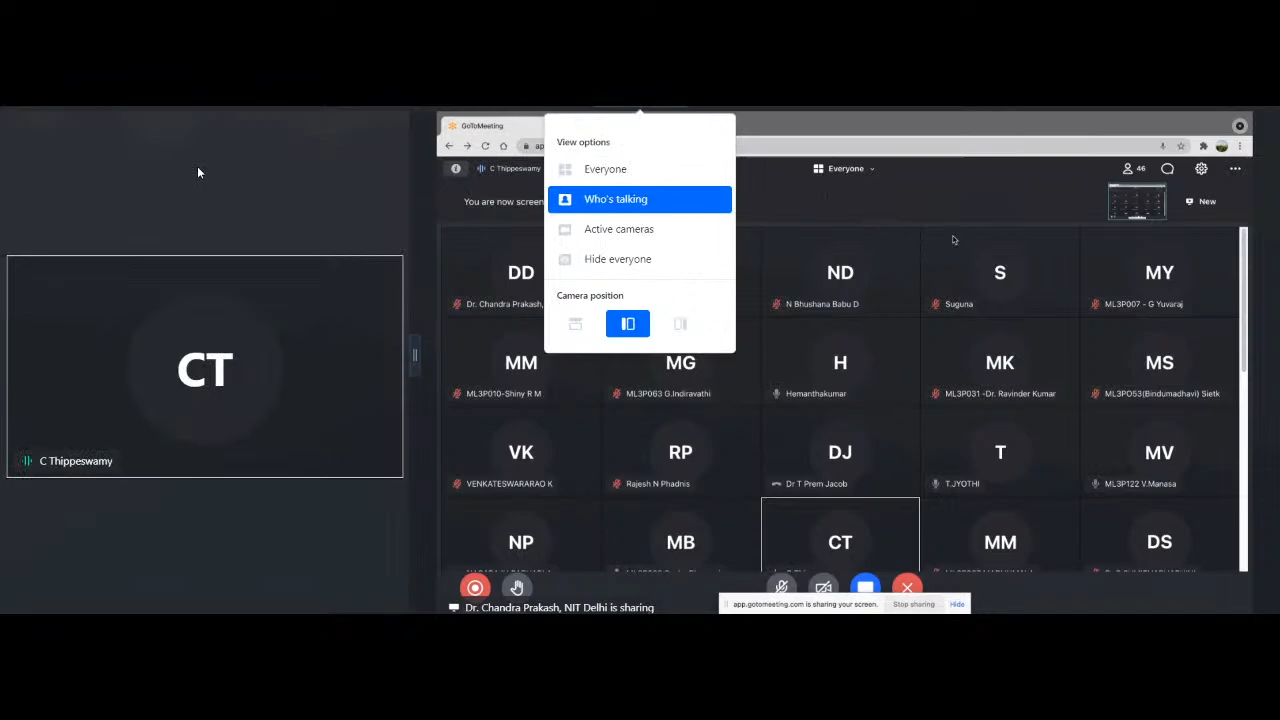 CT
C Thippeswamy
GoToMeeting
ap
View options
Everyone
Who's talking
Active cameras
Hide everyone
Camera position
C Thippeswamy
Everyone
46
You are now screen
New
DD
ND
S
MY
Dr. Chandra Prakash,
N Bhushana Babu D
Suguna
ML3P007 - G Yuvaraj
MM
MG
H
MK
MS
ML3P010-Shiny R M
ML3P063 G.Indiravathi
Hemanthakumar
ML3P031 -Dr. Ravinder Kumar
ML3PO53(Bindumadhavi) Sietk
VK
RP
DJ
T
MV
VENKATESWARARAO K
Rajesh N Phadnis
Dr T Prem Jacob
T.JYOTHI
ML3P122 V.Manasa
NP
MB
CT
MM
DS
Dr. Chandra Prakash, NIT Delhi is sharing
app.gotomeeting.com is sharing your screen.
Stop sharing
Hide